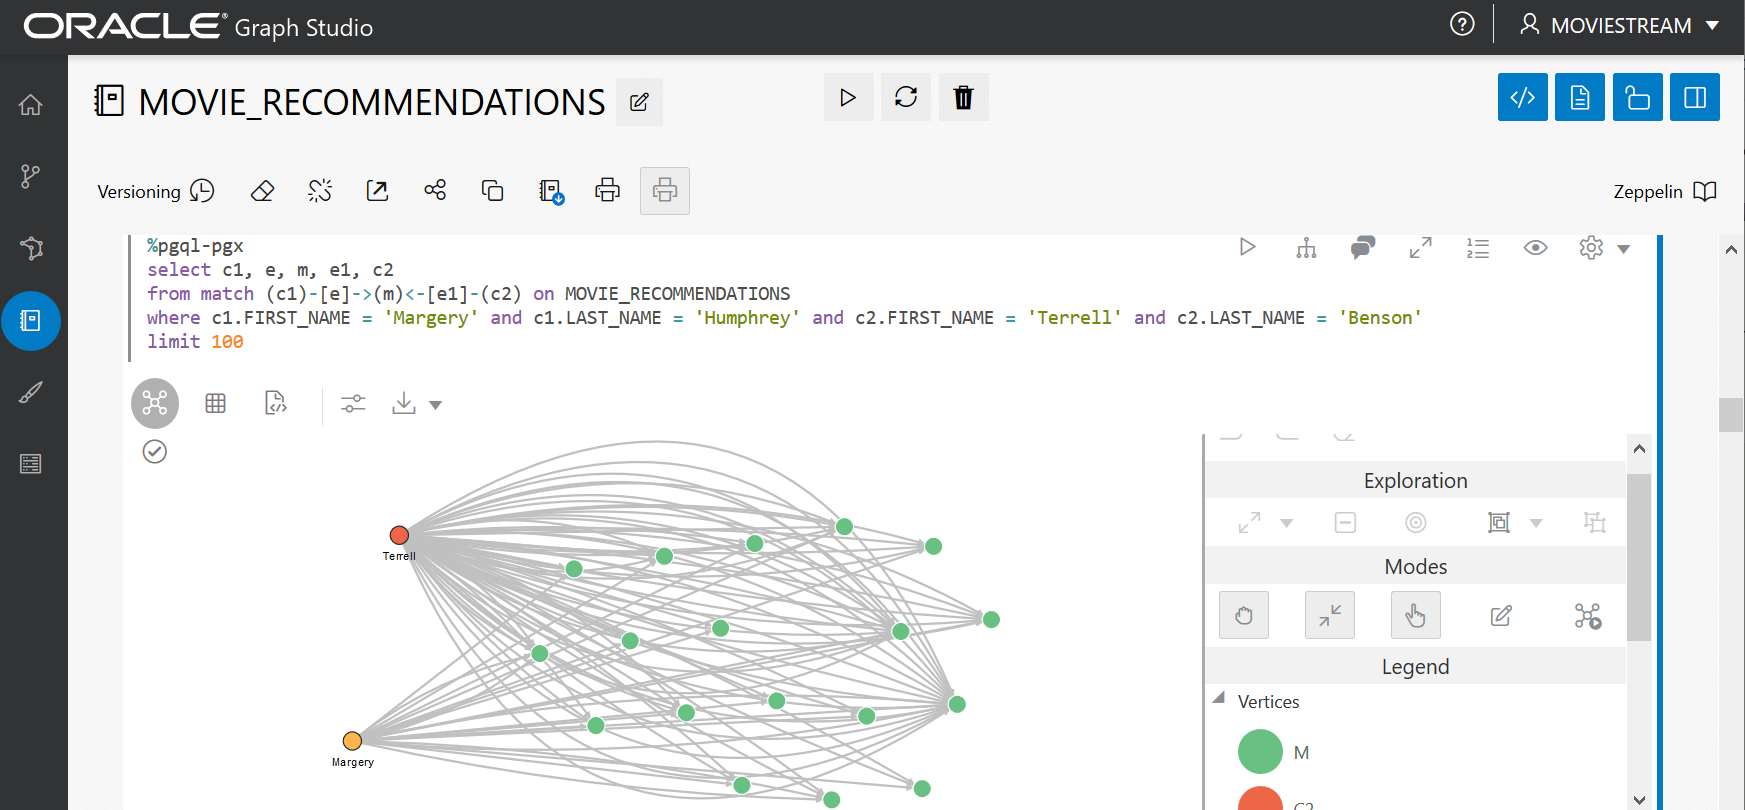 ORACLE® Graph Studio
MOVIESTREAM
MOVIE_RECOMMENDATIONS
Versioning
Zeppelin
%pgql-pgx
select c1, e, m, e1, c2
from match (c1)-[e]->(m)<-[e1]-(c2) on MOVIE_RECOMMENDATIONS
where c1.FIRST_NAME = 'Margery' and c1.LAST_NAME = 'Humphrey' and c2.FIRST_NAME = 'Terrell' and c2.LAST_NAME = 'Benson'
limit 100
Exploration
Terrell
Modes
Legend
Vertices
Margery
M
C2